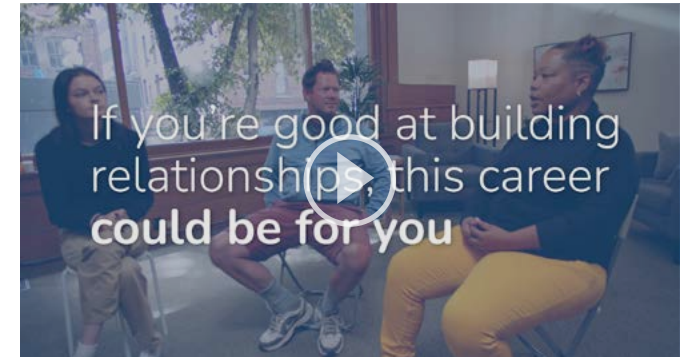 If you're good at building
relationships, this career
could be for you